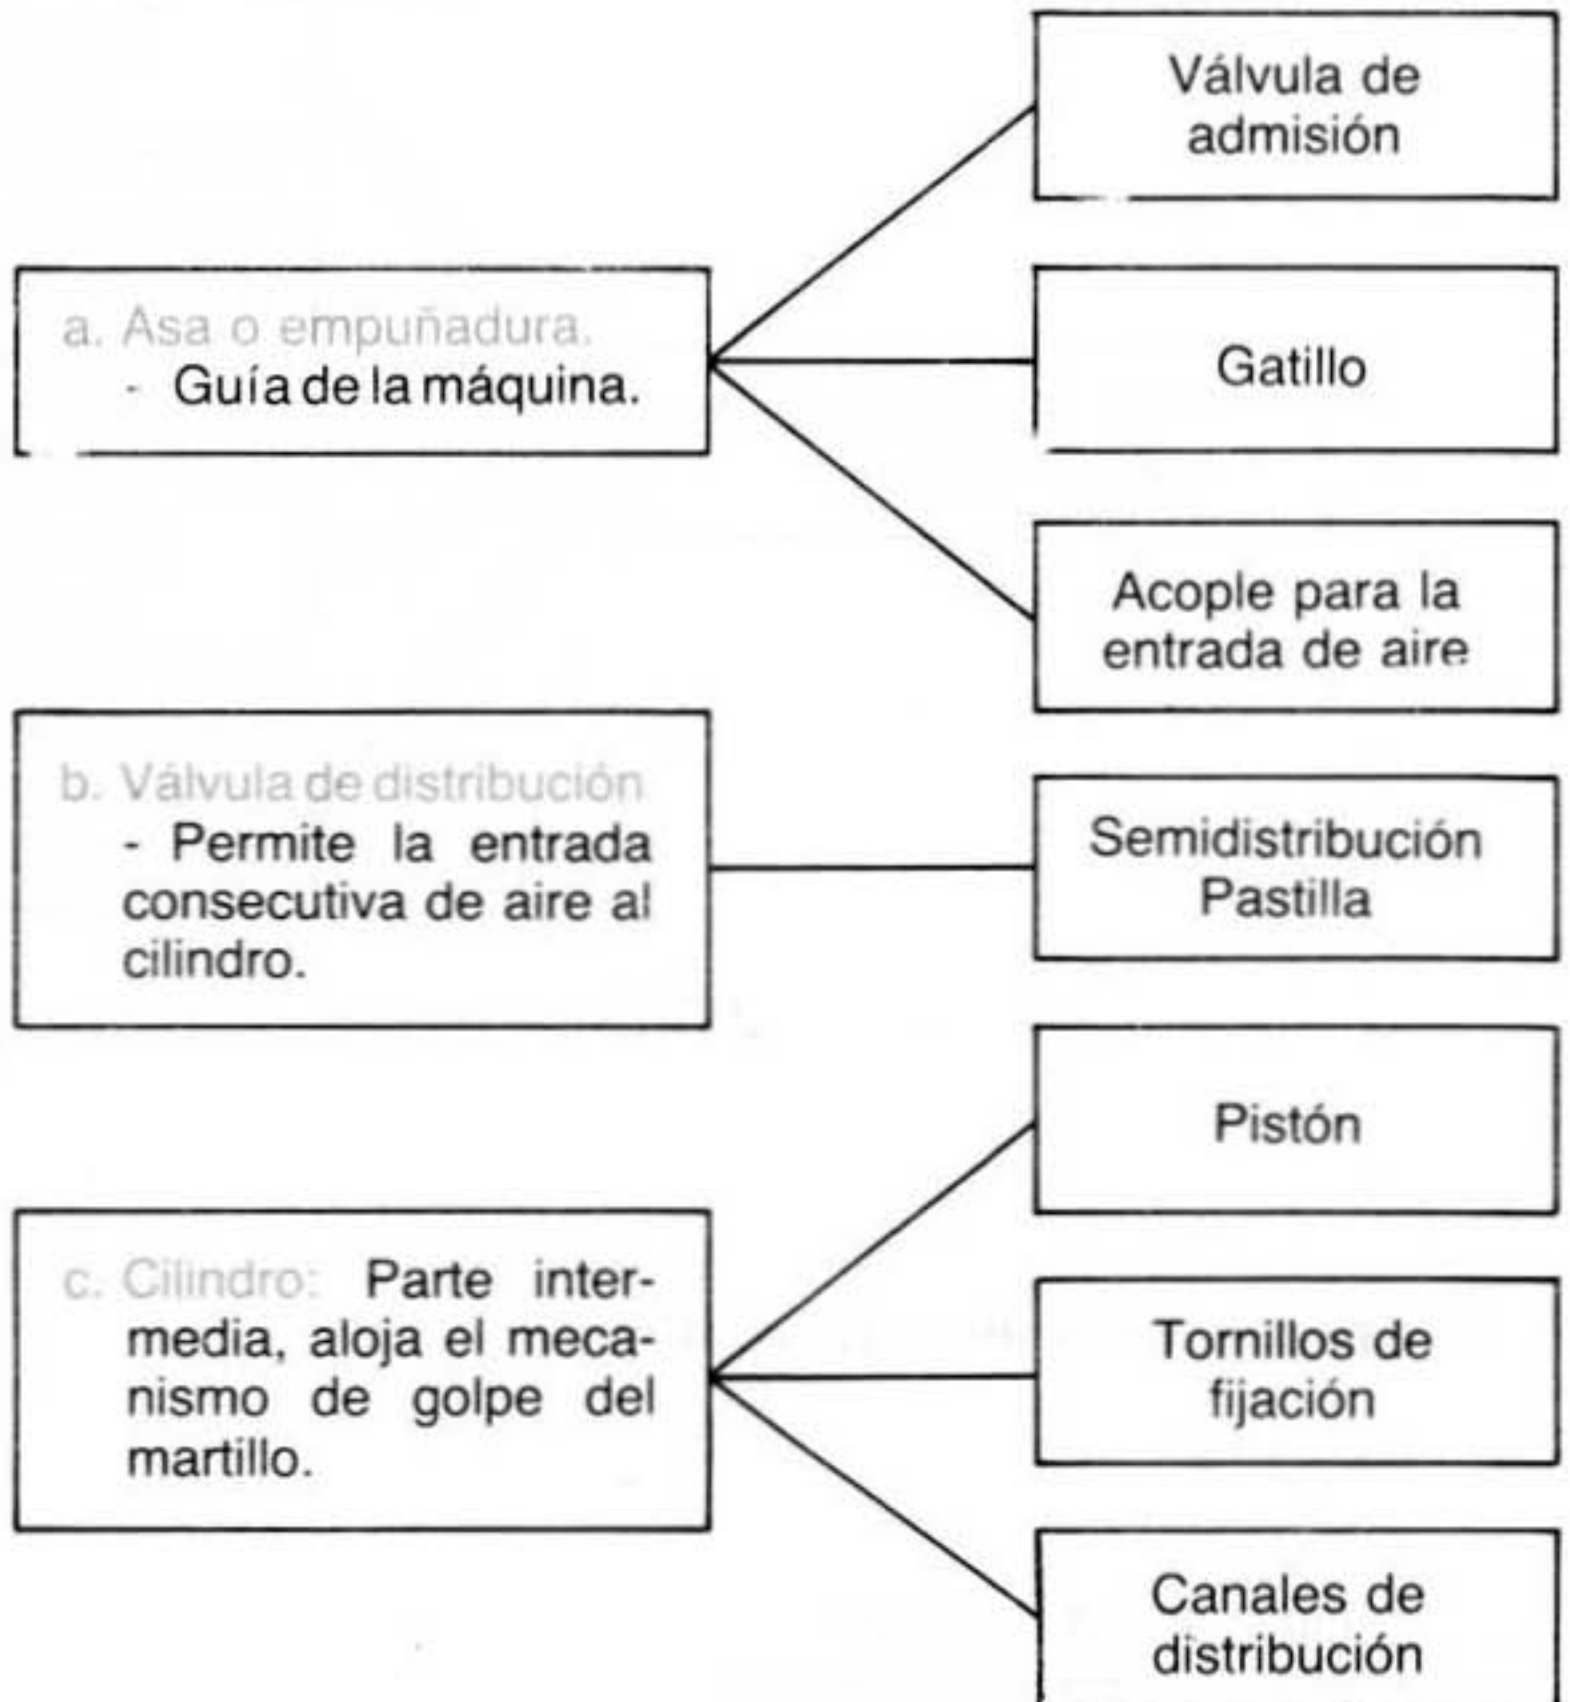 Válvula de
admisión
a. Asa o empuñadura.
- Guía de la máquina.
Gatillo
Acople para la
entrada de aire
b. Válvula de distribución
- Permite la entrada
consecutiva de aire al
cilindro.
Semidistribución
Pastilla
Pistón
c. Cilindro: Parte inter-
media, aloja el meca-
nismo de golpe del
martillo.
Tornillos de
fijación
Canales de
distribución